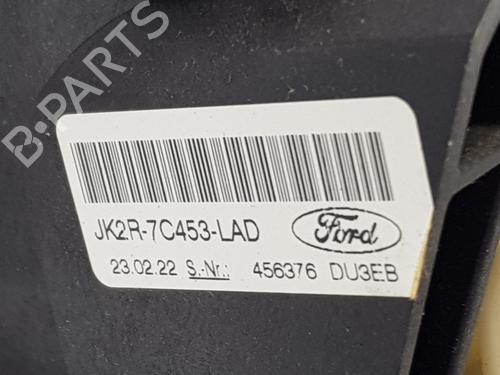 B-PARTS
JK2R-7C453-LAD
Ford
23.02.22 S.-Nr.: 456376 DU3EB